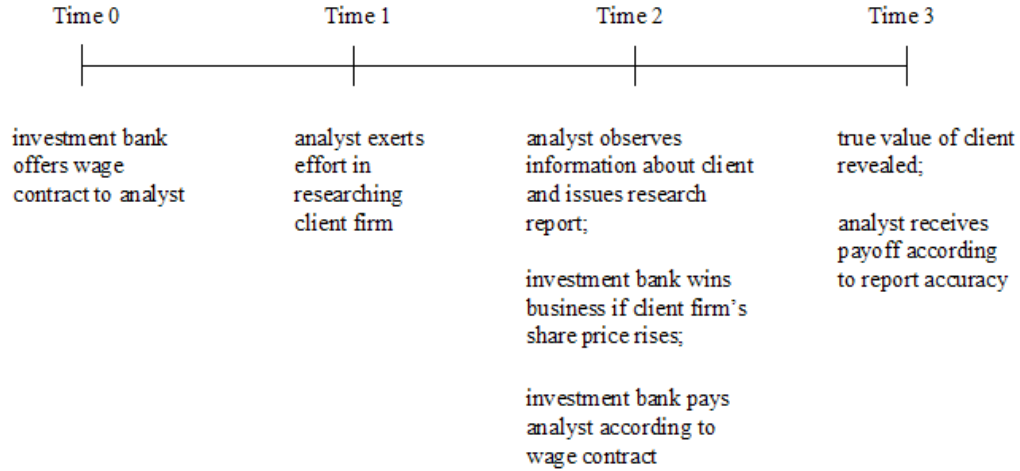 Time 0
Time 1
Time 2
Time 3
investment bank
offers wage
contract to analyst
analyst exerts
effort in
researching
client firm
analyst observes
information about client
and issues research
report;
investment bank wins
business if client firm's
share price rises;
investment bank pays
analyst according to
wage contract
true value of client
revealed;
analyst receives
payoff according
to report accuracy